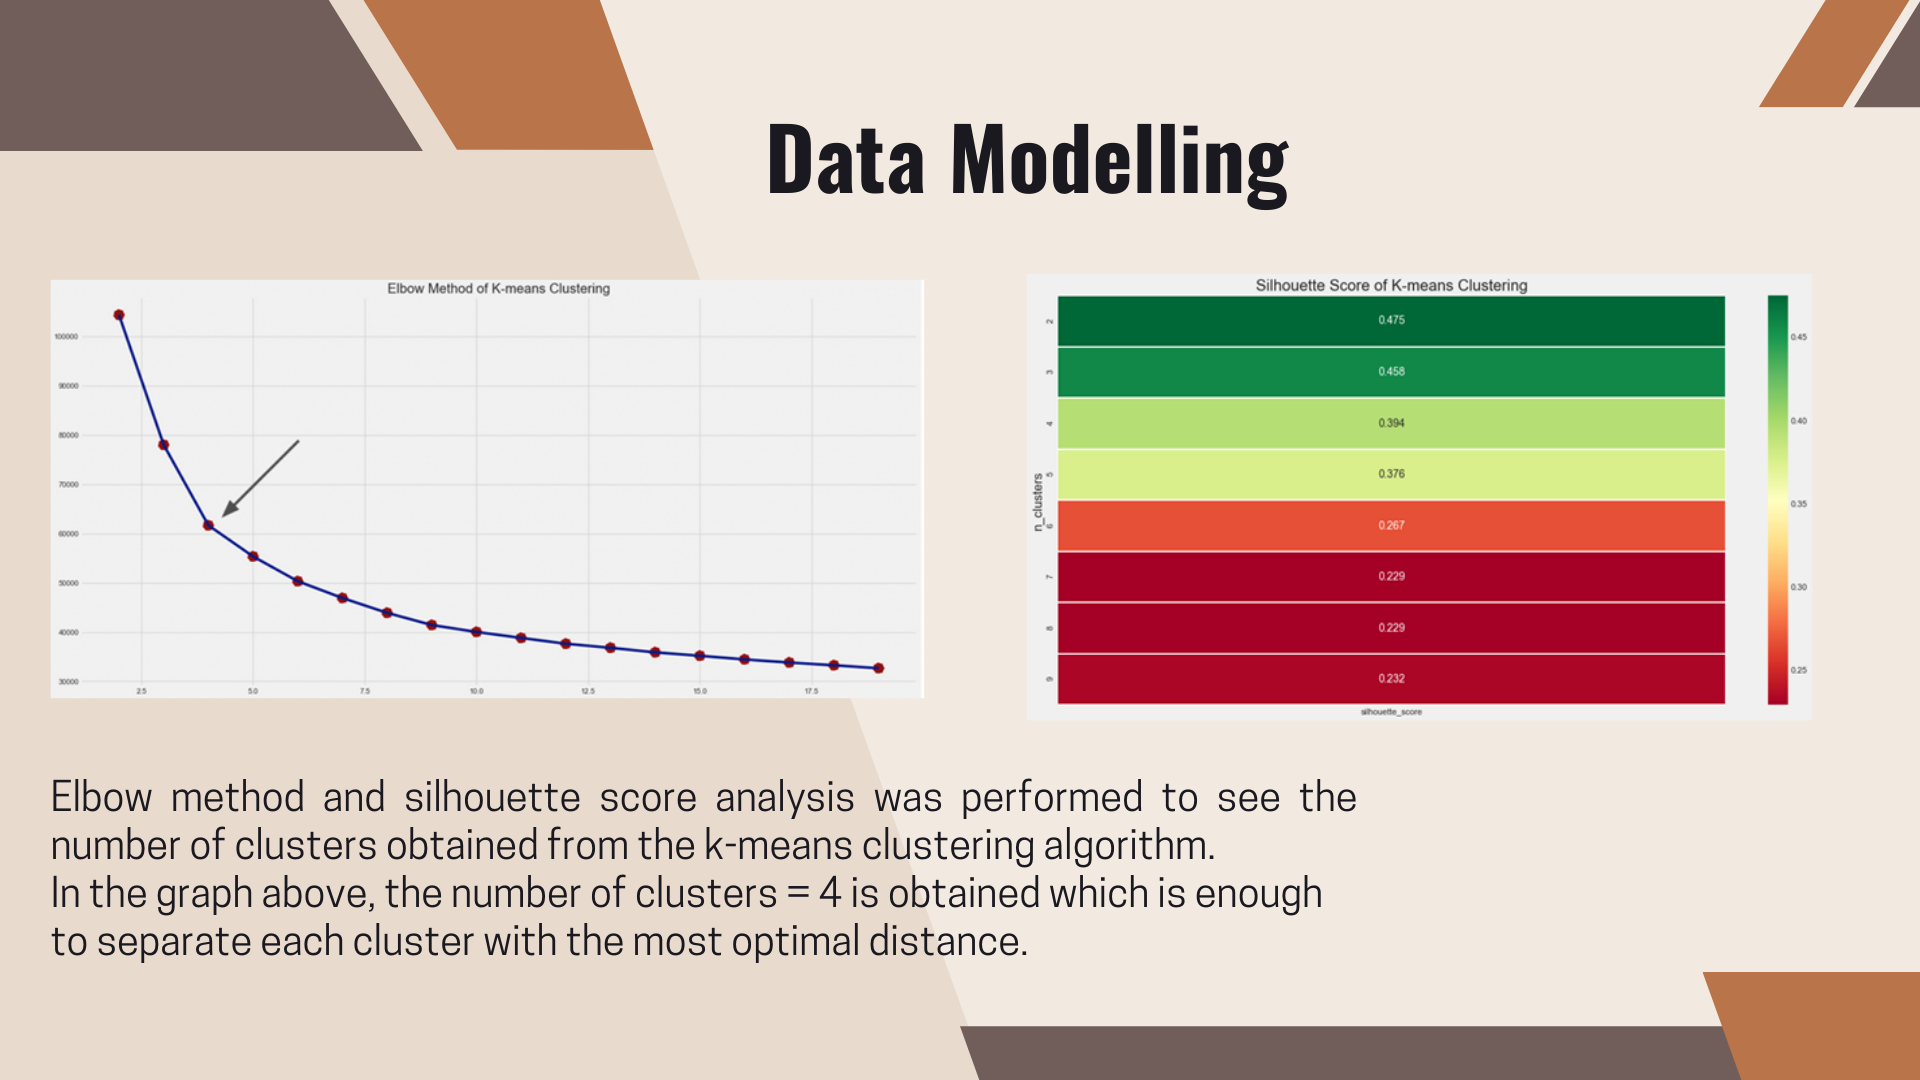 Data Modelling
Elbow Method of K-means Clustering
100000
90000
80000
70000
60000
50000
40000
30000
2.5 5.0 7.5 10.0 12.5 15.0 17.5
Silhouette Score of K-means Clustering
n_clusters
2 0.475
3 0.458
4 0.394
5 0.376
6 0.267
7 0.229
8 0.229
9 0.232
silhouette_score
0.45
0.40
0.35
0.30
0.25
Elbow method and silhouette score analysis was performed to see the
number of clusters obtained from the k-means clustering algorithm.
In the graph above, the number of clusters = 4 is obtained which is enough
to separate each cluster with the most optimal distance.